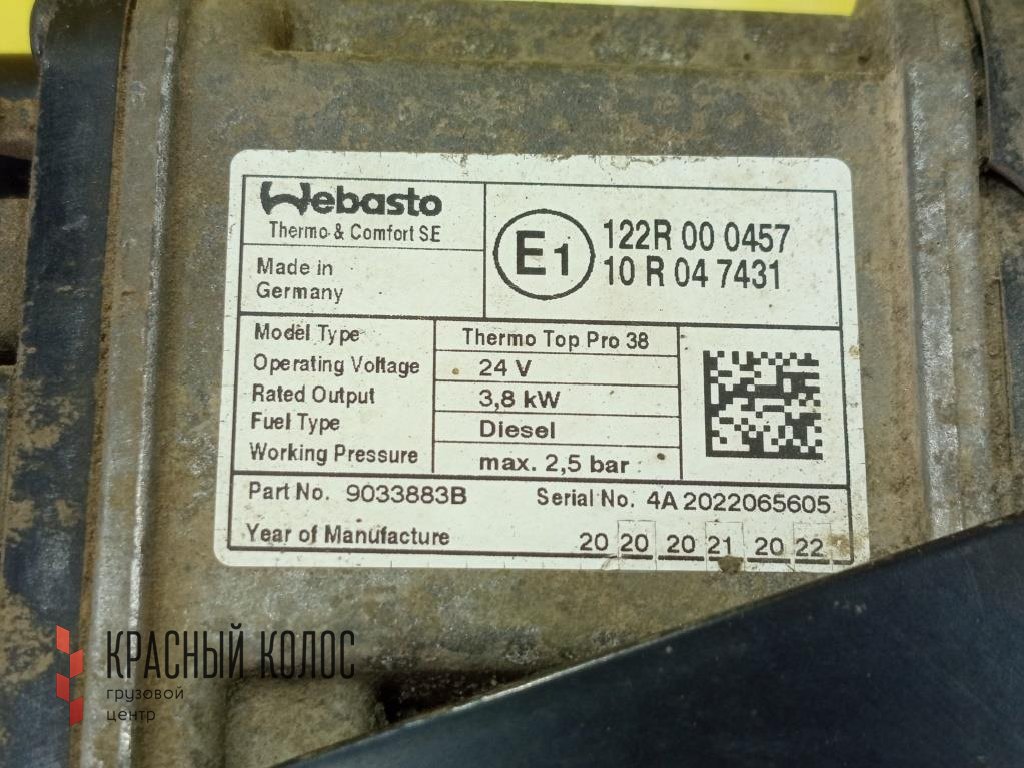 Webasto
Thermo & Comfort SE
Made in
Germany
E1
122R 00 0457
10 R 04 7431
Model Type Thermo Top Pro 38
Operating Voltage 24 V
Rated Output 3,8 kW
Fuel Type Diesel
Working Pressure max. 2,5 bar
Part No. 9033883B Serial No. 4A 2022065605
Year of Manufacture 20 20 20 21 20 22
КРАСНЫЙ КОЛОС
грузовой
центр